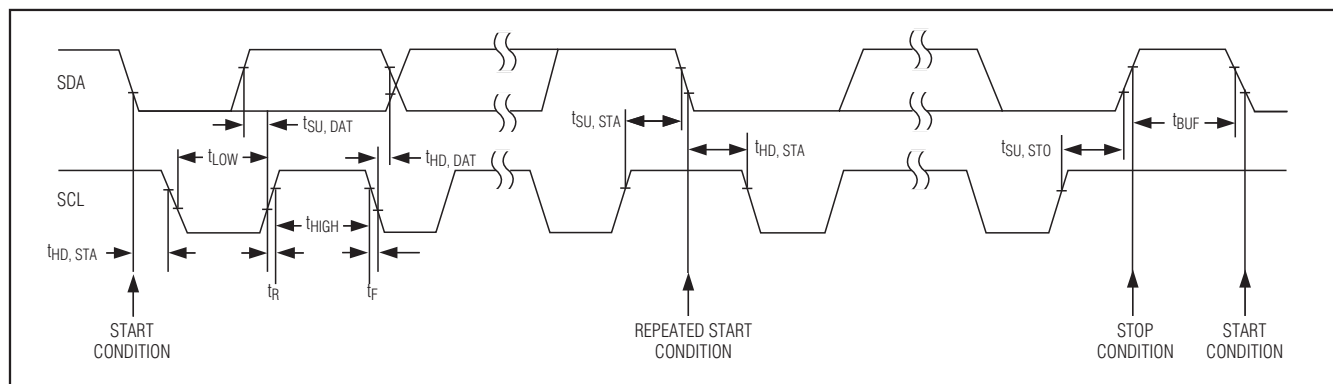 SDA
tSU, DAT
tSU, STA
tBUF
tLOW
tHD, DAT
tHD, STA
tSU, STO
SCL
tHIGH
tHD, STA
tR
tF
START
CONDITION
REPEATED START
CONDITION
STOP
CONDITION
START
CONDITION